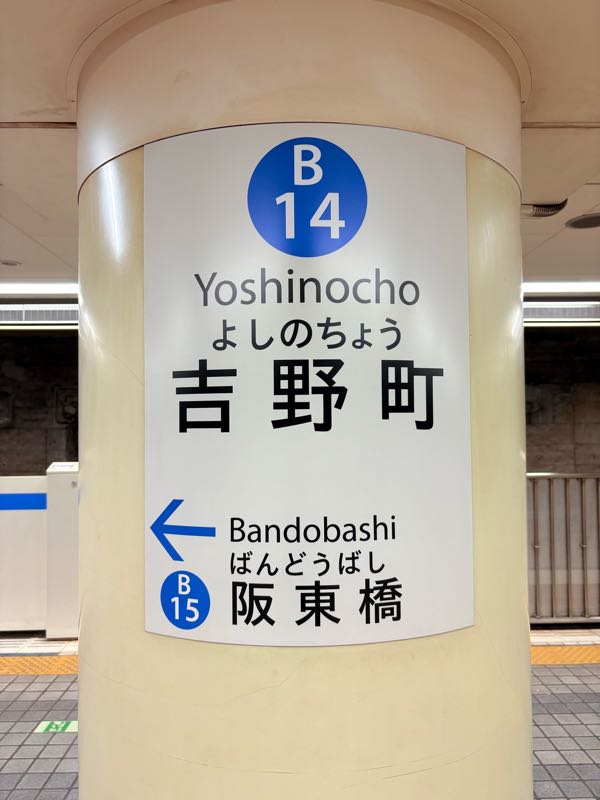 B
14
Yoshinocho
よしのちょう
吉野町
← Bandobashi
ばんどうばし
B
15
阪東橋